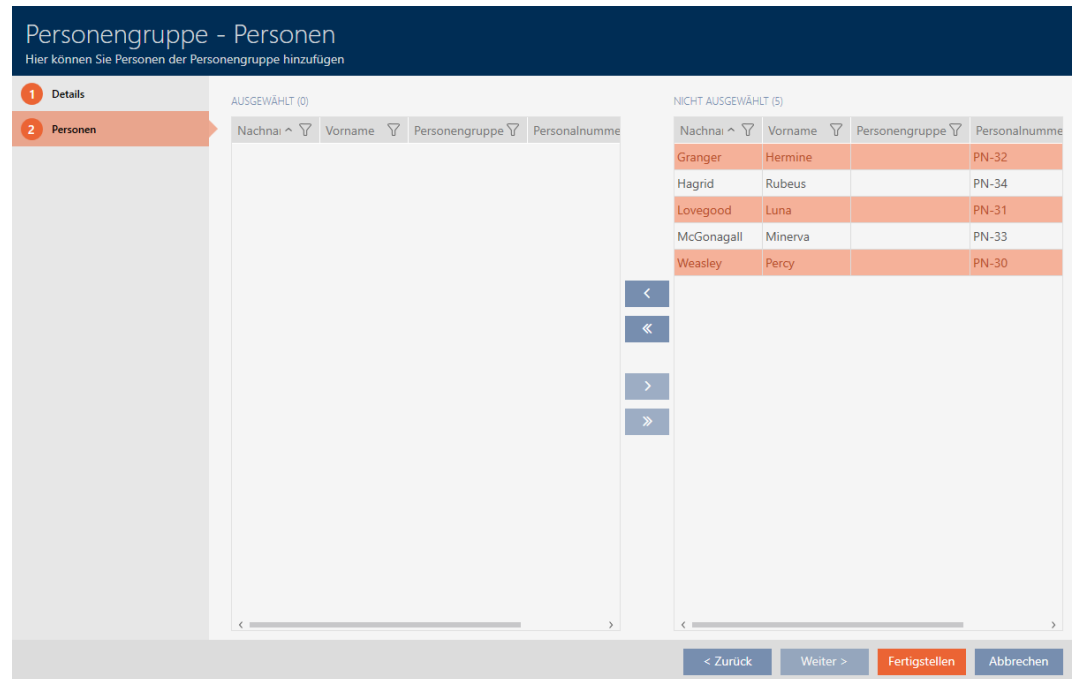 Personengruppe - Personen
Hier können Sie Personen der Personengruppe hinzufügen
1 Details
2 Personen
AUSGEWÄHLT (0)
Nachnai Vorname Personengruppe Personalnumme
NICHT AUSGEWÄHLT (5)
Nachnai Vorname Personengruppe Personalnumme
Granger Hermine PN-32
Hagrid Rubeus PN-34
Lovegood Luna PN-31
McGonagall Minerva PN-33
Weasley Percy PN-30
< Zurück Weiter > Fertigstellen Abbrechen